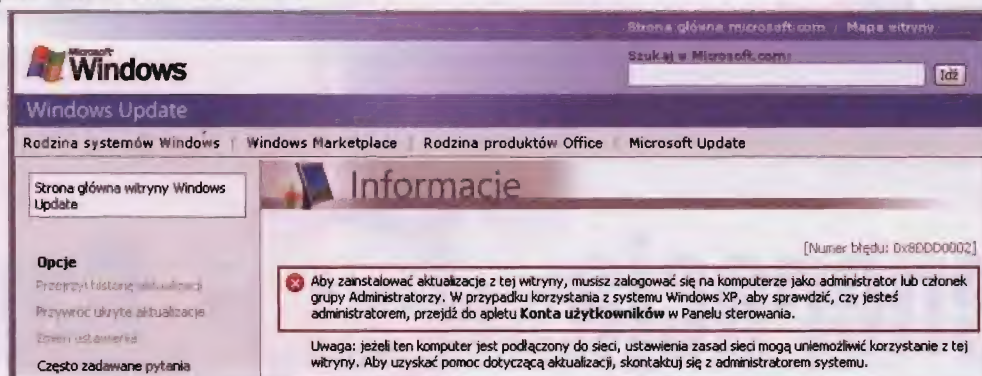 Strona główna microsoft.com | Mapa witryny
Microsoft
Windows
Szukaj w Microsoft.com:
Idź
Windows Update
Rodzina systemów Windows | Windows Marketplace | Rodzina produktów Office | Microsoft Update
Strona główna witryny Windows
Update
Informacje
[Numer błędu: 0x8DDD0002]
Opcje
Przejrzyj historię aktualizacji
Przywróć ukryte aktualizacje
Zmień ustawienia
Często zadawane pytania
Aby zainstalować aktualizacje z tej witryny, musisz zalogować się na komputerze jako administrator lub członek
grupy Administratorzy. W przypadku korzystania z systemu Windows XP, aby sprawdzić, czy jesteś
administratorem, przejdź do apletu Konta użytkowników w Panelu sterowania.
Uwaga: jeżeli ten komputer jest podłączony do sieci, ustawienia zasad sieci mogą uniemożliwić korzystanie z tej
witryny. Aby uzyskać pomoc dotyczącą aktualizacji, skontaktuj się z administratorem systemu.